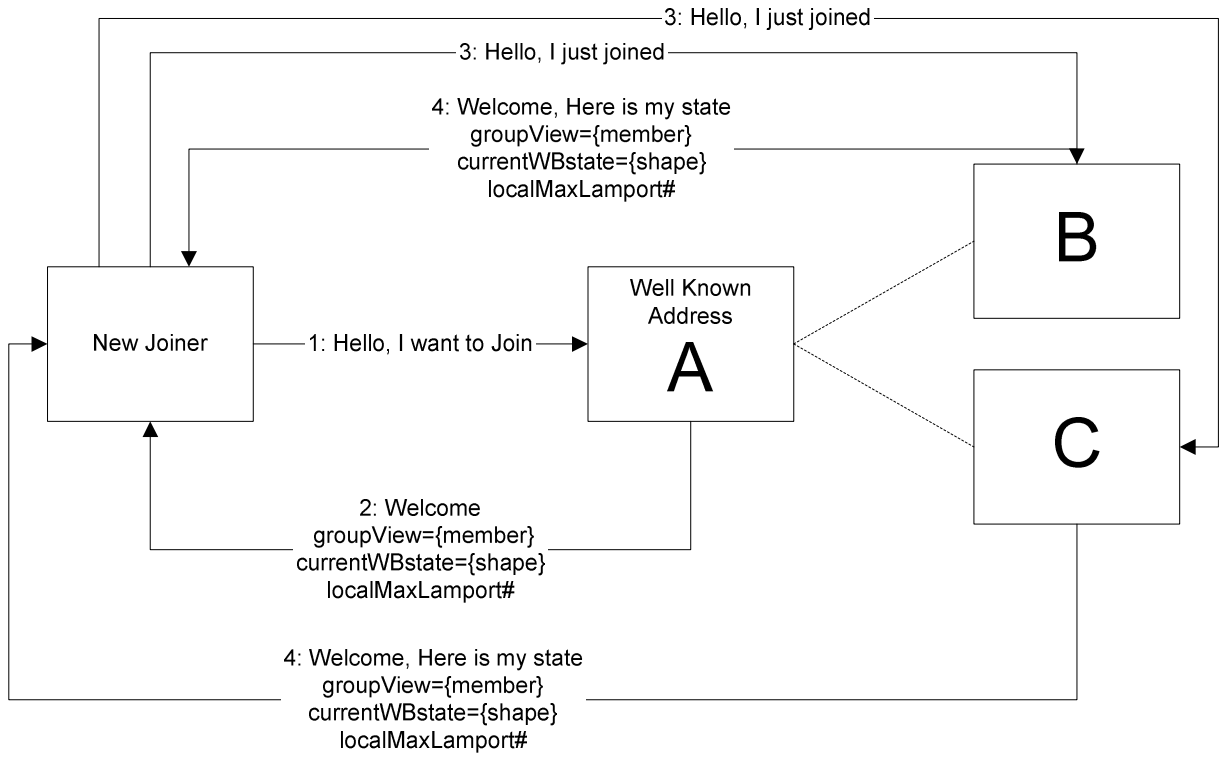 3: Hello, I just joined
3: Hello, I just joined
4: Welcome, Here is my state
groupView={member}
currentWBstate={shape}
localMaxLamport#
B
Well Known
Address
A
New Joiner
1: Hello, I want to Join
C
2: Welcome
groupView={member}
currentWBstate={shape}
localMaxLamport#
4: Welcome, Here is my state
groupView={member}
currentWBstate={shape}
localMaxLamport#